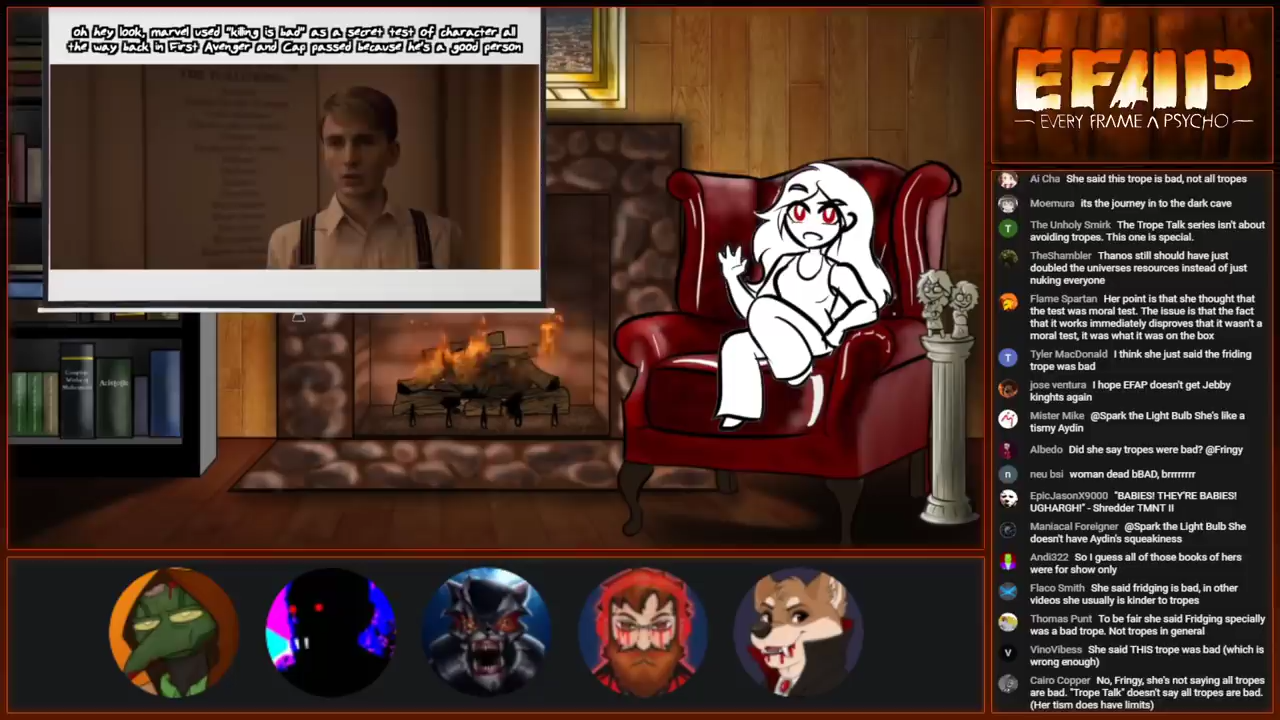 oh hey look, marvel used "killing is bad" as a secret test of character all
the way back in First Avenger and Cap passed because he's a good person
EFAP
EVERY FRAME A PSYCHO
Ai Cha She said this trope is bad, not all tropes
Moemura its the journey in to the dark cave
The Unholy Smirk The Trope Talk series isn't about
avoiding tropes. This one is special.
TheShambler Thanos still should have just
doubled the universes resources instead of just
nuking everyone
Flame Spartan Her point is that she thought that
the test was moral test. The issue is that the fact
that it works immediately disproves that it wasn't a
moral test, it was what it was on the box
Tyler MacDonald I think she just said the friding
trope was bad
jose ventura I hope EFAP doesn't get Jebby
kinghts again
Mister Mike @Spark the Light Bulb She's like a
tismy Aydin
Albedo Did she say tropes were bad? @Fringy
neu bsi woman dead bBAD, brrrrrrrr
EpicJasonX9000 "BABIES! THEY'RE BABIES!
UGHARGH!" - Shredder TMNT II
Maniacal Foreigner @Spark the Light Bulb She
doesn't have Aydin's squeakiness
Andi322 So I guess all of those books of hers
were for show only
Flaco Smith She said fridging is bad, in other
videos she usually is kinder to tropes
Thomas Punt To be fair she said Fridging specially
was a bad trope. Not tropes in general
VinoVibess She said THIS trope was bad (which is
wrong enough)
Cairo Copper No, Fringy, she's not saying all tropes
are bad. "Trope Talk" doesn't say all tropes are bad.
(Her tism does have limits)